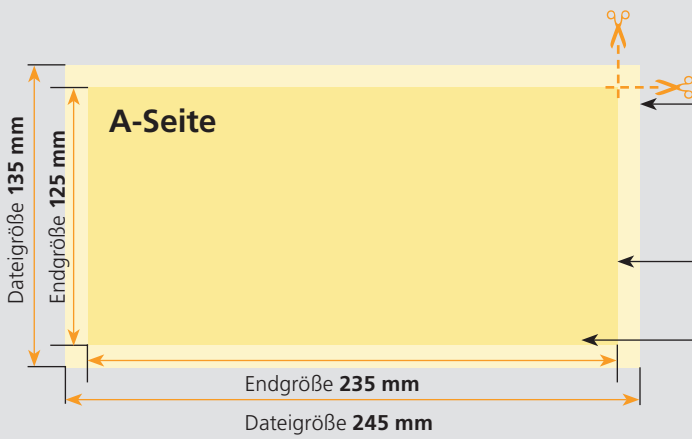 A-Seite
Dateigröße 135 mm
Endgröße 125 mm
Endgröße 235 mm
Dateigröße 245 mm